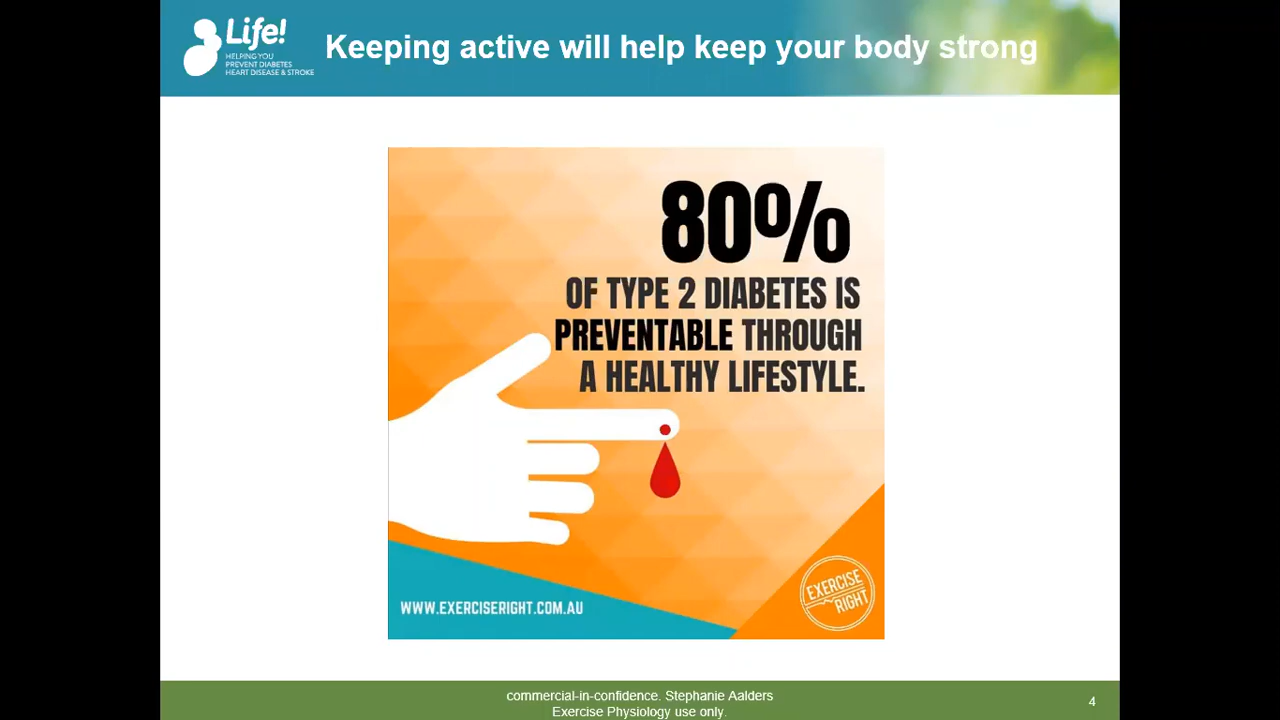 Life!
HELPING YOU
PREVENT DIABETES
HEART DISEASE & STROKE
Keeping active will help keep your body strong
80%
OF TYPE 2 DIABETES IS
PREVENTABLE THROUGH
A HEALTHY LIFESTYLE.
WWW.EXERCISERIGHT.COM.AU
EXERCISE
RIGHT
commercial-in-confidence. Stephanie Aalders
Exercise Physiology use only.
4